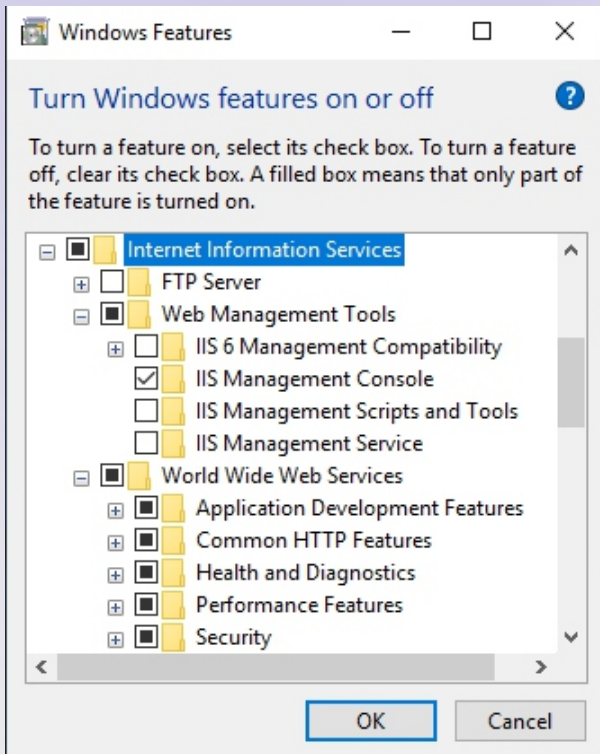 Windows Features
Turn Windows features on or off
To turn a feature on, select its check box. To turn a feature
off, clear its check box. A filled box means that only part of
the feature is turned on.
Internet Information Services
FTP Server
Web Management Tools
IIS 6 Management Compatibility
IIS Management Console
IIS Management Scripts and Tools
IIS Management Service
World Wide Web Services
Application Development Features
Common HTTP Features
Health and Diagnostics
Performance Features
Security
OK
Cancel